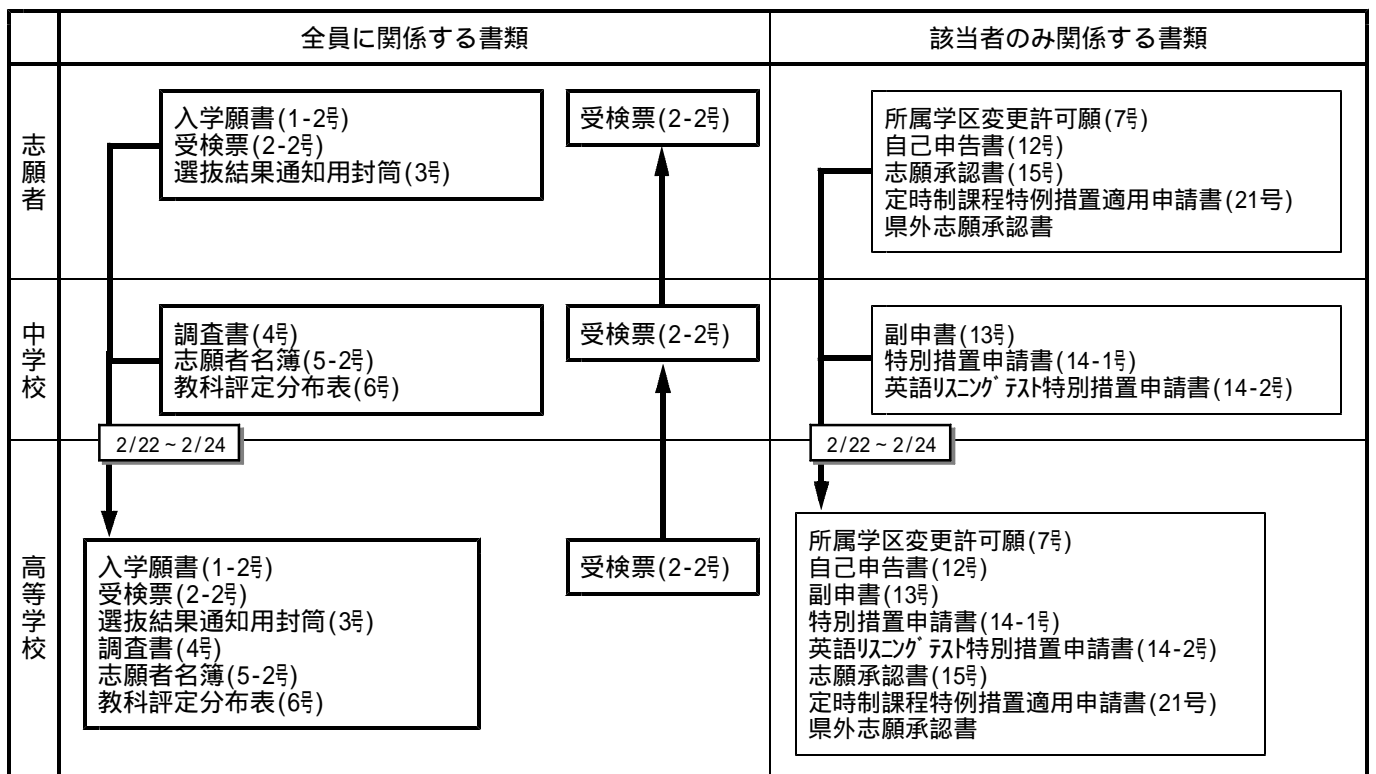 全員に関係する書類
該当者のみ関係する書類
志願者
入学願書(1-2号)
受検票(2-2号)
選抜結果通知用封筒(3号)
受検票(2-2号)
所属学区変更許可願(7号)
自己申告書(12号)
志願承認書(15号)
定時制課程特例措置適用申請書(21号)
県外志願承認書
中学校
調査書(4号)
志願者名簿(5-2号)
教科評定分布表(6号)
受検票(2-2号)
副申書(13号)
特別措置申請書(14-1号)
英語ﾘｽﾆﾝｸﾞﾃｽﾄ特別措置申請書(14-2号)
2/22～2/24
2/22～2/24
高等学校
入学願書(1-2号)
受検票(2-2号)
選抜結果通知用封筒(3号)
調査書(4号)
志願者名簿(5-2号)
教科評定分布表(6号)
受検票(2-2号)
所属学区変更許可願(7号)
自己申告書(12号)
副申書(13号)
特別措置申請書(14-1号)
英語ﾘｽﾆﾝｸﾞﾃｽﾄ特別措置申請書(14-2号)
志願承認書(15号)
定時制課程特例措置適用申請書(21号)
県外志願承認書